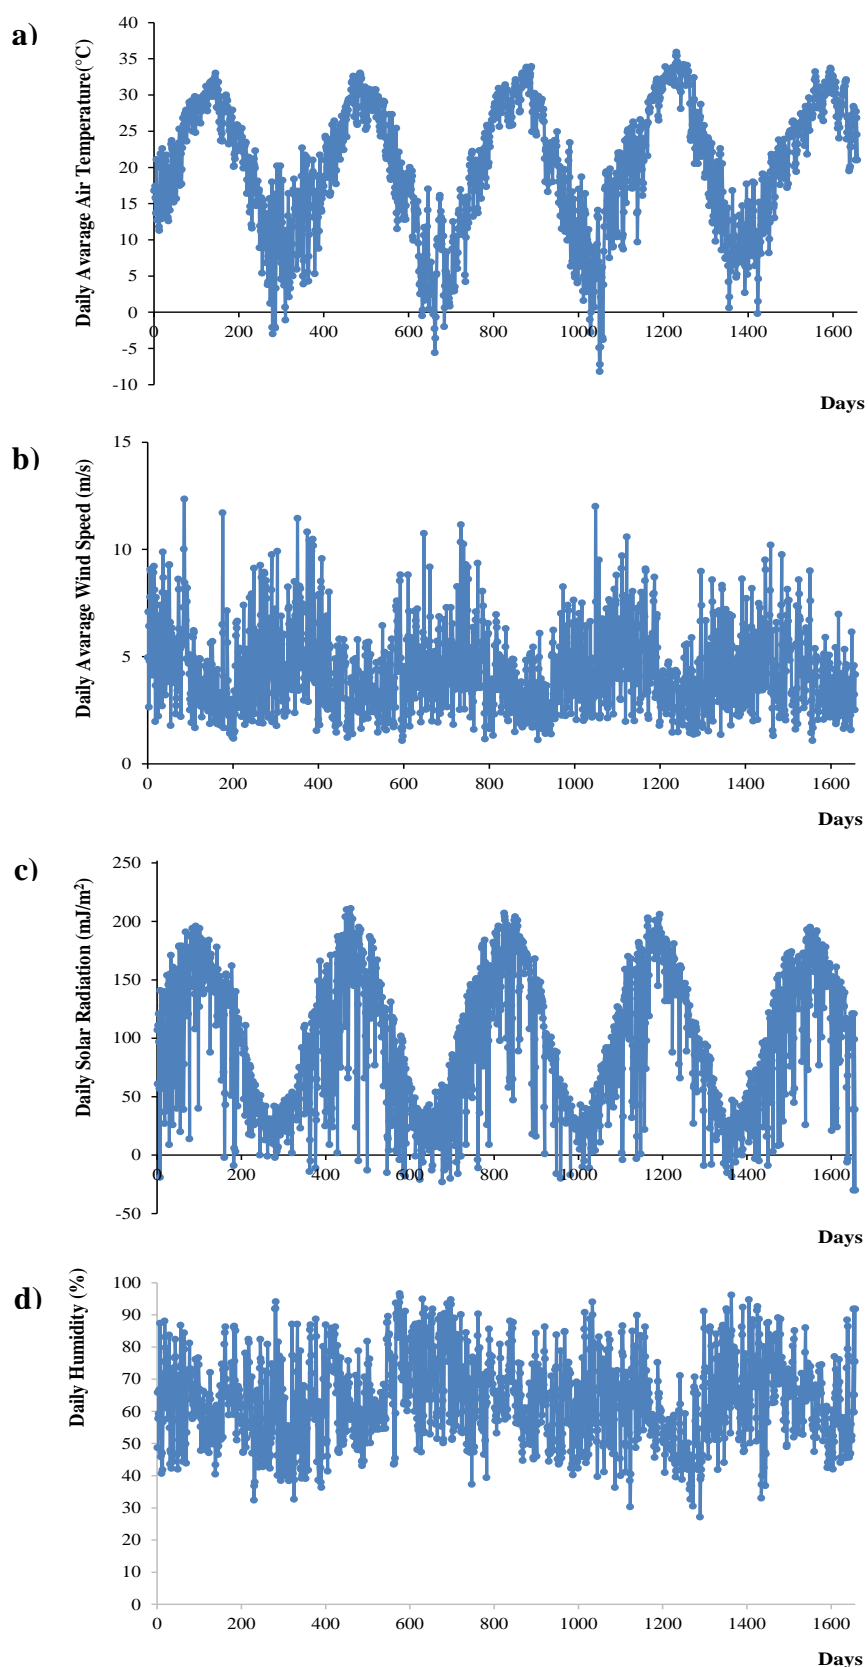 a)
Daily Avarage Air Temperature(°C)
40
35
30
25
20
15
10
5
0
-5
-10
0 200 400 600 800 1000 1200 1400 1600
Days
b)
Daily Avarage Wind Speed (m/s)
15
10
5
0
0 200 400 600 800 1000 1200 1400 1600
Days
c)
Daily Solar Radiation (mJ/m²)
250
200
150
100
50
0
-50
0 200 400 600 800 1000 1200 1400 1600
Days
d)
Daily Humidity (%)
100
90
80
70
60
50
40
30
20
10
0
0 200 400 600 800 1000 1200 1400 1600
Days